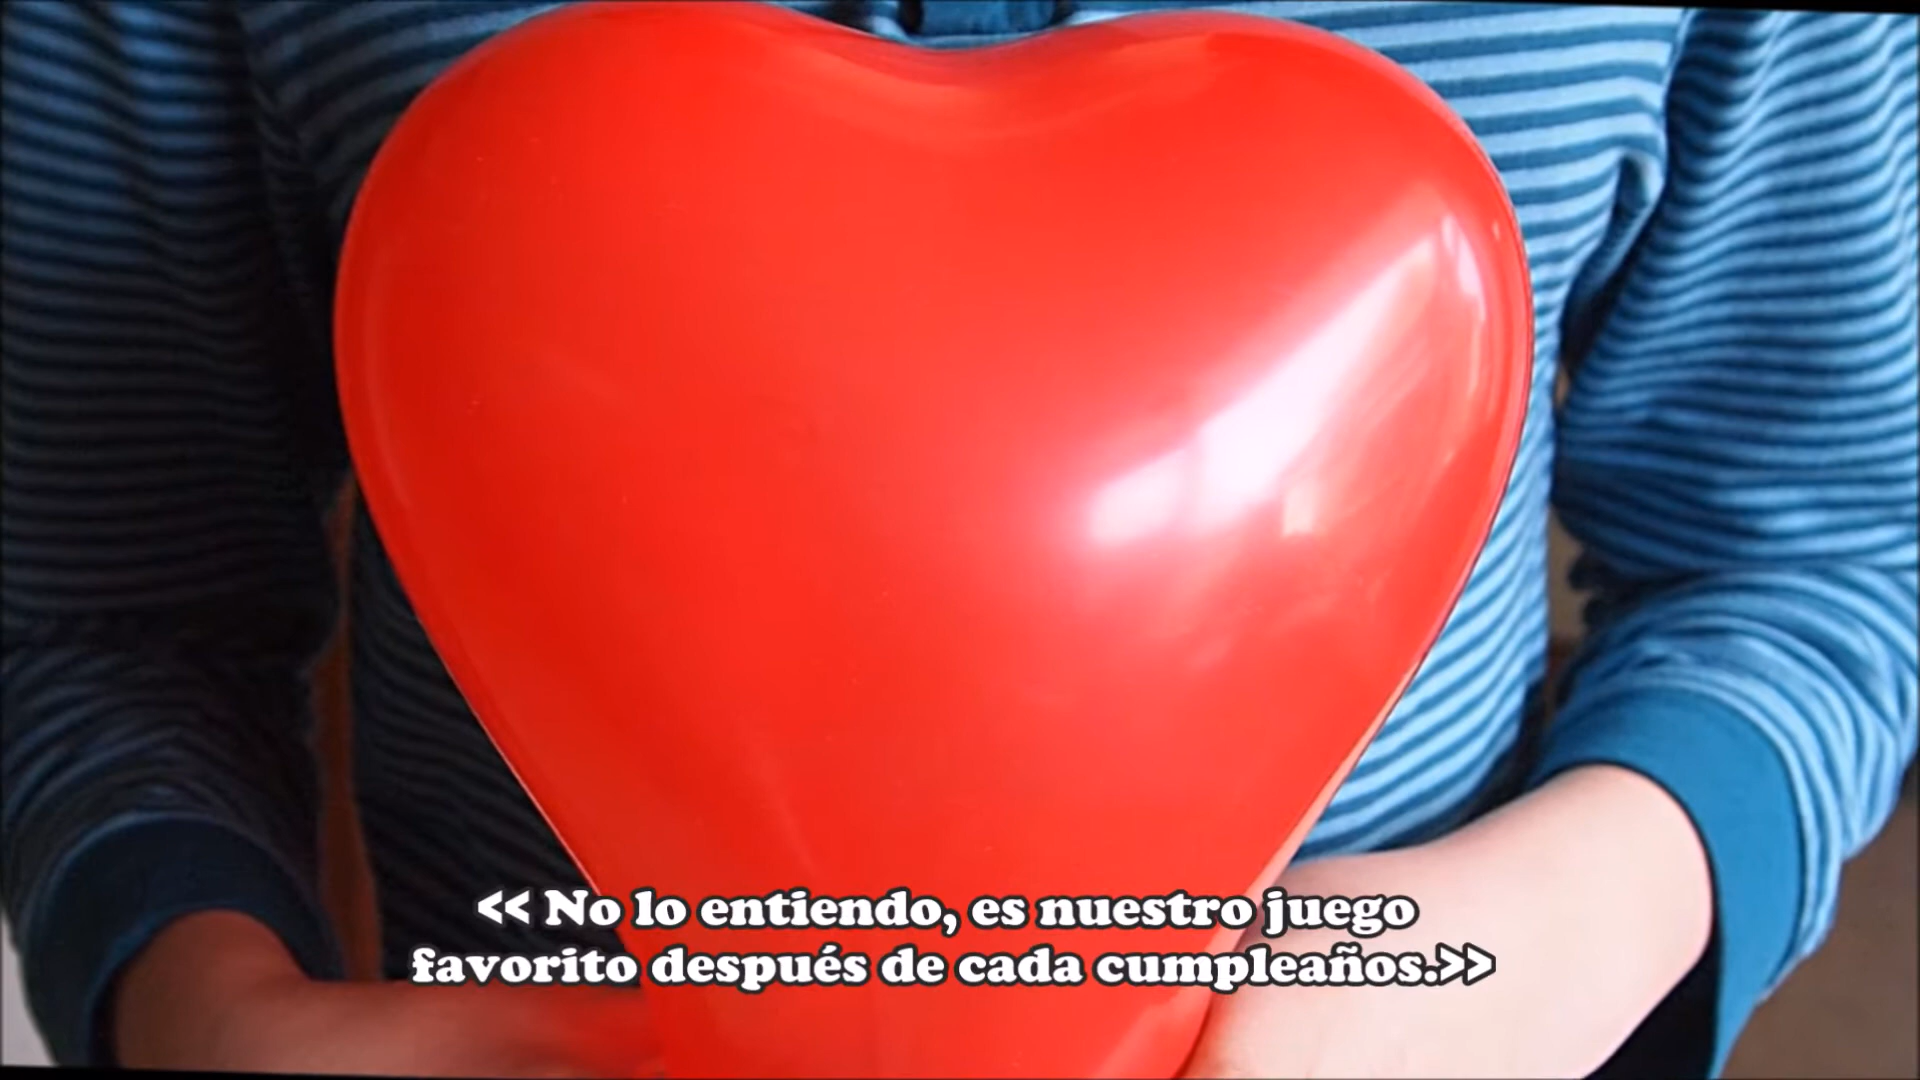 << No lo entiendo, es nuestro juego
favorito después de cada cumpleaños.>>